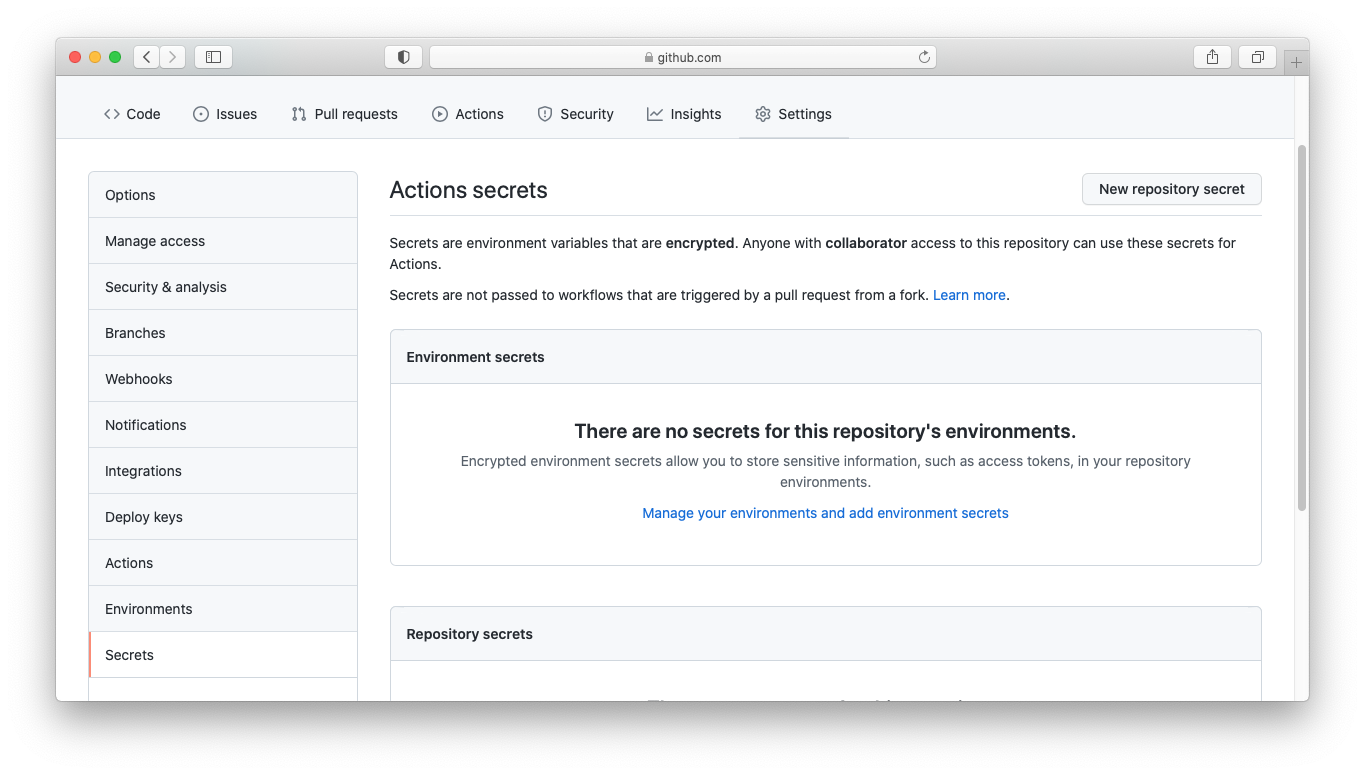 github.com
Code Issues Pull requests Actions Security Insights Settings
Options
Manage access
Security & analysis
Branches
Webhooks
Notifications
Integrations
Deploy keys
Actions
Environments
Secrets
Actions secrets
New repository secret
Secrets are environment variables that are encrypted. Anyone with collaborator access to this repository can use these secrets for
Actions.
Secrets are not passed to workflows that are triggered by a pull request from a fork. Learn more.
Environment secrets
There are no secrets for this repository's environments.
Encrypted environment secrets allow you to store sensitive information, such as access tokens, in your repository
environments.
Manage your environments and add environment secrets
Repository secrets